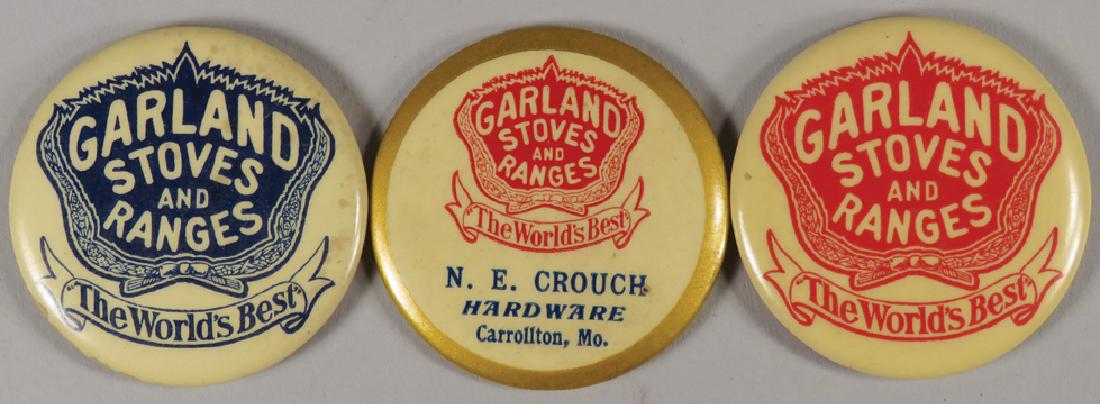 GARLAND
STOVES
AND
RANGES
"The World's Best"
GARLAND
STOVES
AND
RANGES
"The World's Best"
N. E. CROUCH
HARDWARE
Carrollton, Mo.
GARLAND
STOVES
AND
RANGES
"The World's Best"